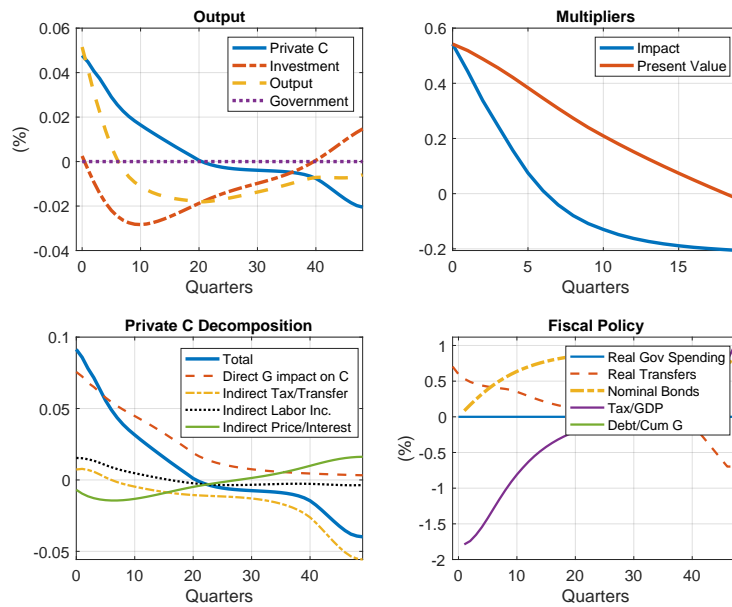 Output
0.06
0.04
0.02
0
-0.02
-0.04
(%)
0
10
20
30
40
Quarters
Private C
Investment
Output
Government
Multipliers
0.6
0.4
0.2
0
-0.2
0
5
10
15
Quarters
Impact
Present Value
Private C Decomposition
0.1
0.05
0
-0.05
0
10
20
30
40
Quarters
Total
Direct G impact on C
Indirect Tax/Transfer
Indirect Labor Inc.
Indirect Price/Interest
Fiscal Policy
1
0.5
0
-0.5
-1
-1.5
-2
(%)
0
10
20
30
40
Quarters
Real Gov Spending
Real Transfers
Nominal Bonds
Tax/GDP
Debt/Cum G